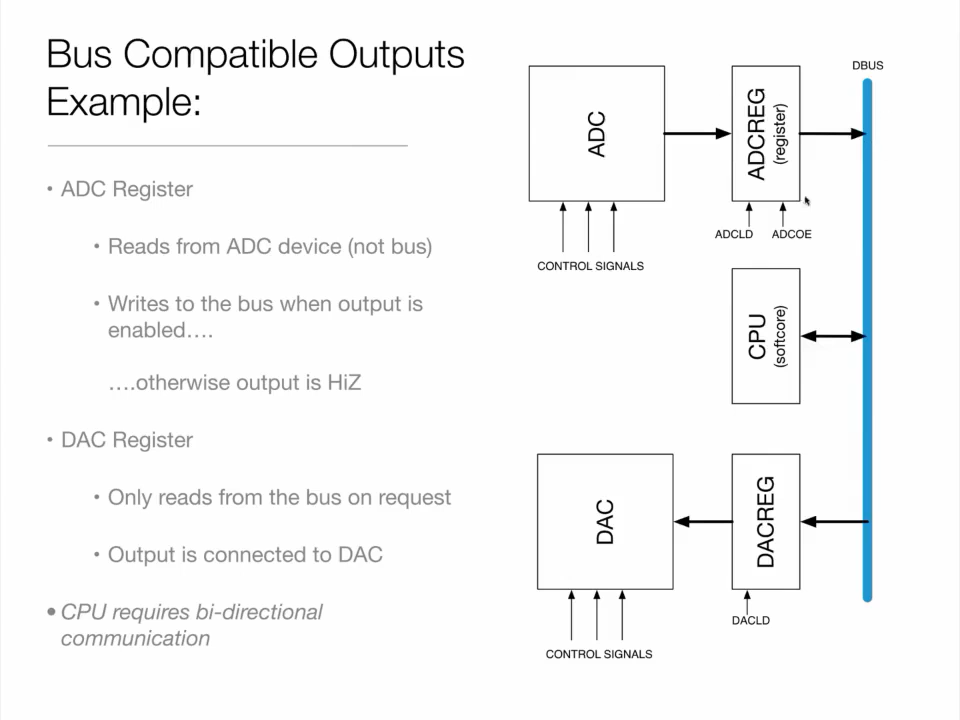 Bus Compatible Outputs
Example:
• ADC Register
• Reads from ADC device (not bus)
• Writes to the bus when output is
enabled….
….otherwise output is HiZ
• DAC Register
• Only reads from the bus on request
• Output is connected to DAC
• CPU requires bi-directional
communication
DBUS
ADC
ADCREG
(register)
ADCLD
ADCOE
CONTROL SIGNALS
CPU
(softcore)
DAC
DACREG
DACLD
CONTROL SIGNALS